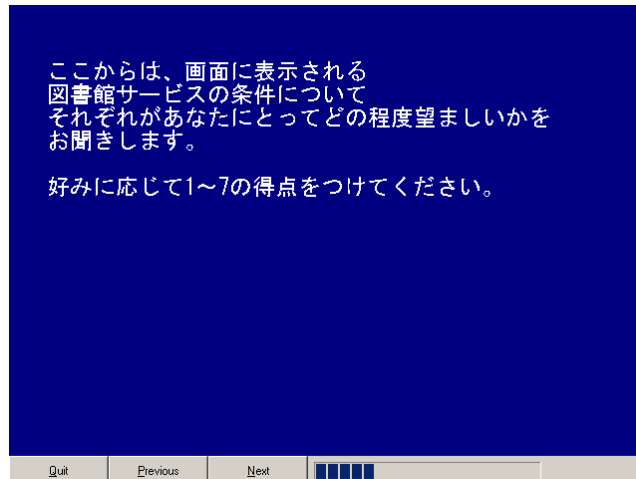 ここからは、画面に表示される
図書館サービスの条件について
それぞれがあなたにとってどの程度望ましいかを
お聞きします。
好みに応じて1~7の得点をつけてください。
Quit Previous Next